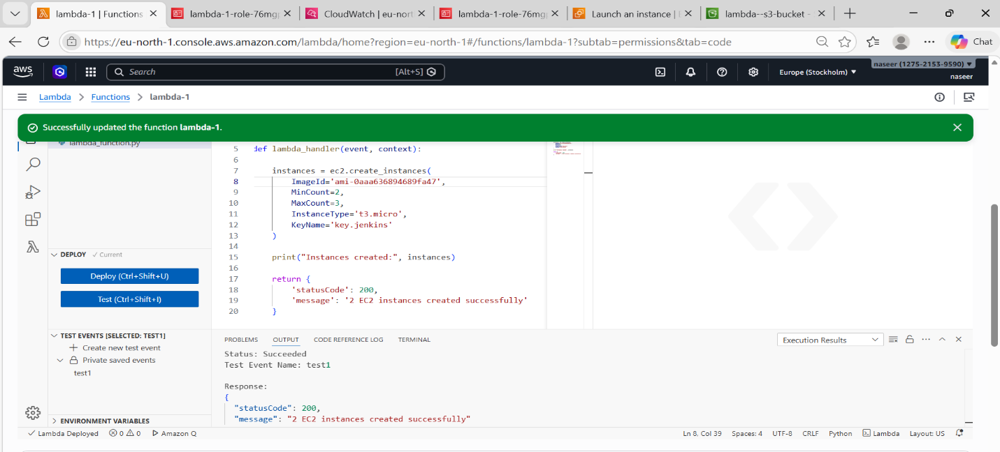 lambda-1 | Functions
lambda-1-role-76mg
CloudWatch | eu-nort
lambda-1-role-76mg
Launch an instance |
lambda--s3-bucket -
https://eu-north-1.console.aws.amazon.com/lambda/home?region=eu-north-1#/functions/lambda-1?subtab=permissions&tab=code
Chat
aws
Search
[Alt+S]
Europe (Stockholm)
naseer (1275-2153-9590)
naseer
Lambda
Functions
lambda-1
Successfully updated the function lambda-1.
lambda_function.py
5 def lambda_handler(event, context):
6
7 instances = ec2.create_instances(
8 ImageId='ami-0aaa636894689fa47',
9 MinCount=2,
10 MaxCount=3,
11 InstanceType='t3.micro',
12 KeyName='key.jenkins'
13 )
14
15 print("Instances created:", instances)
16
17 return {
18 'statusCode': 200,
19 'message': '2 EC2 instances created successfully'
20 }
DEPLOY Current
Deploy (Ctrl+Shift+U)
Test (Ctrl+Shift+I)
TEST EVENTS [SELECTED: TEST1]
Create new test event
Private saved events
test1
ENVIRONMENT VARIABLES
PROBLEMS OUTPUT CODE REFERENCE LOG TERMINAL
Execution Results
Status: Succeeded
Test Event Name: test1
Response:
{
"statusCode": 200,
"message": "2 EC2 instances created successfully"
Lambda Deployed 0 0 Amazon Q
Ln 8, Col 39 Spaces: 4 UTF-8 CRLF Python Lambda Layout: US